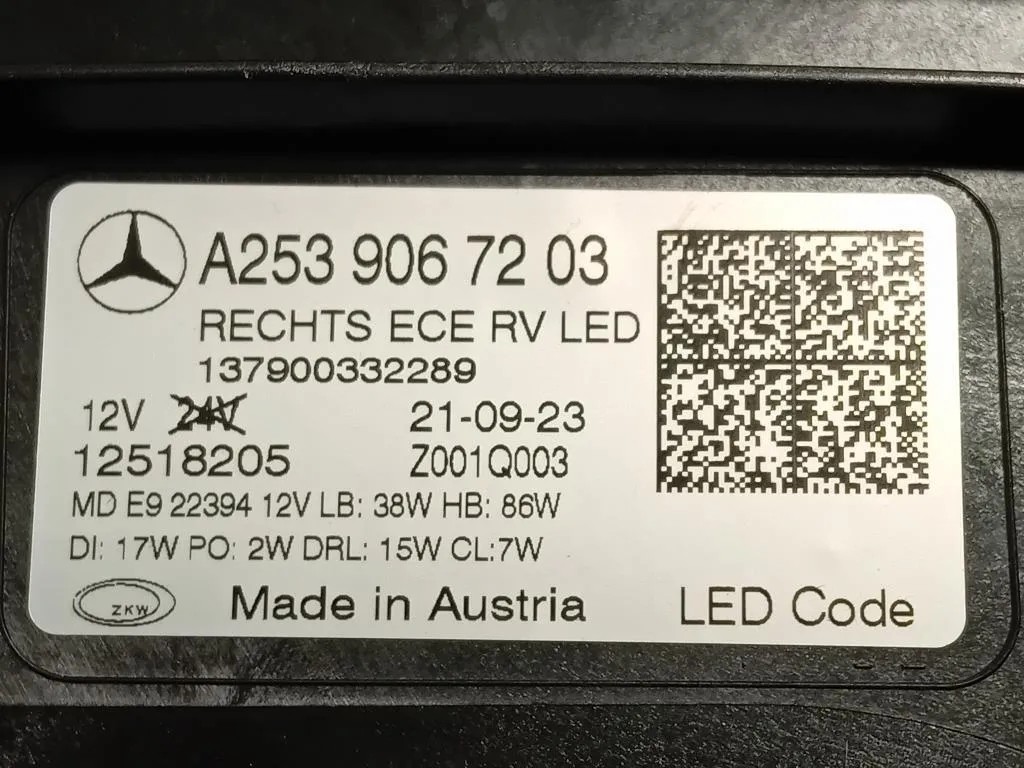 A253 906 72 03
RECHTS ECE RV LED
137900332289
12V 24V 21-09-23
12518205 Z001Q003
MD E9 22394 12V LB: 38W HB: 86W
DI: 17W PO: 2W DRL: 15W CL:7W
ZKW Made in Austria LED Code